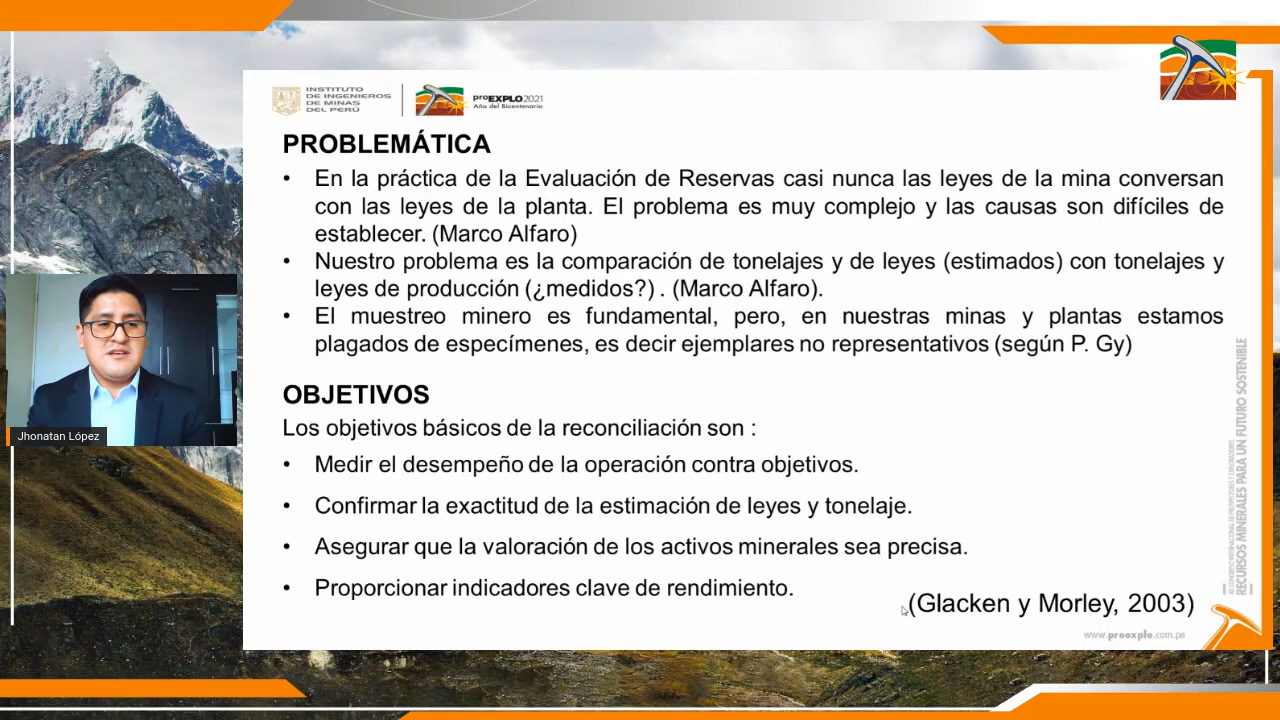 INSTITUTO
DE INGENIEROS
DE MINAS
DEL PERÚ
proEXPLO2021
Año del Bicentenario
PROBLEMÁTICA
• En la práctica de la Evaluación de Reservas casi nunca las leyes de la mina conversan
con las leyes de la planta. El problema es muy complejo y las causas son difíciles de
establecer. (Marco Alfaro)
• Nuestro problema es la comparación de tonelajes y de leyes (estimados) con tonelajes y
leyes de producción (¿medidos?) . (Marco Alfaro).
• El muestreo minero es fundamental, pero, en nuestras minas y plantas estamos
plagados de especímenes, es decir ejemplares no representativos (según P. Gy)
OBJETIVOS
Los objetivos básicos de la reconciliación son :
• Medir el desempeño de la operación contra objetivos.
• Confirmar la exactitud de la estimación de leyes y tonelaje.
• Asegurar que la valoración de los activos minerales sea precisa.
• Proporcionar indicadores clave de rendimiento.
(Glacken y Morley, 2003)
www.proexplo.com.pe
RECURSOS MINERALES PARA UN FUTURO SOSTENIBLE
Jhonatan López